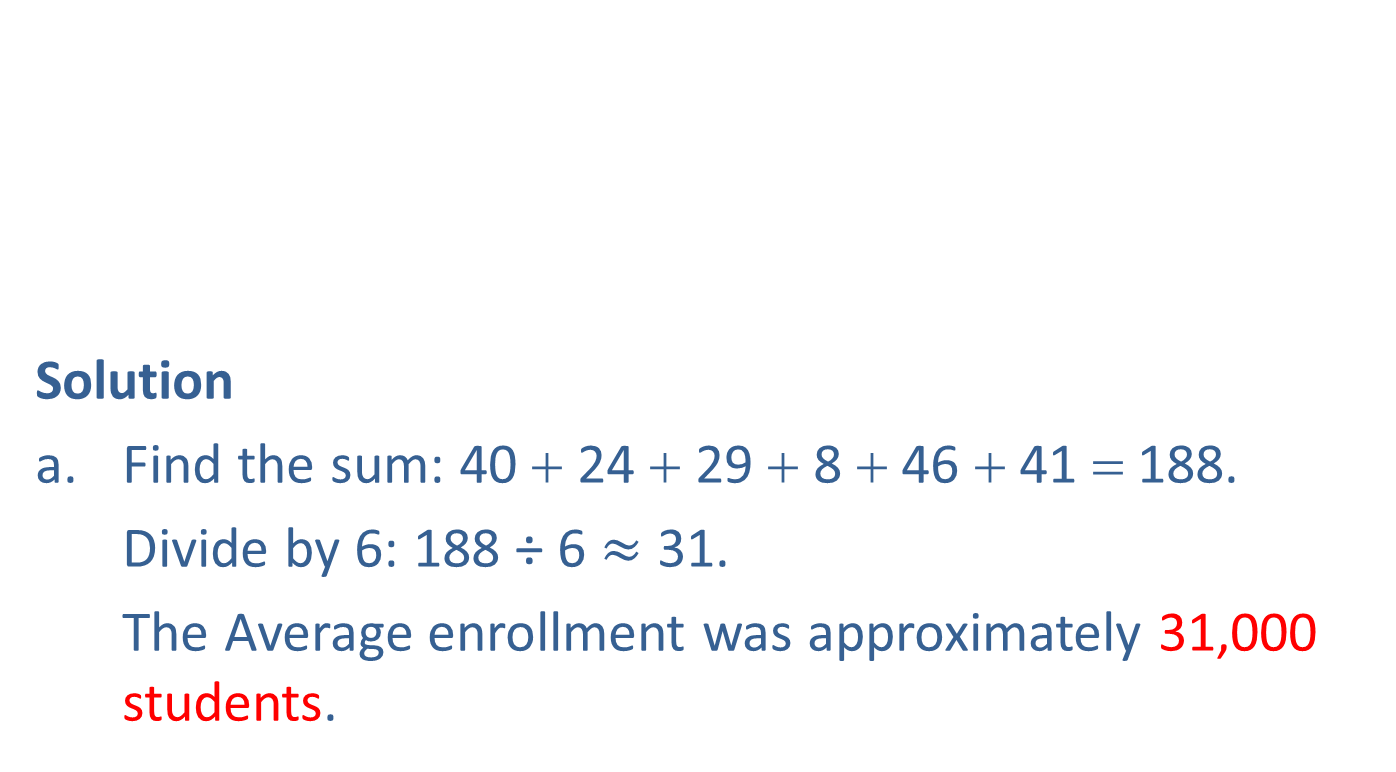 Solution
a. Find the sum: 40 + 24 + 29 + 8 + 46 + 41 = 188.
Divide by 6: 188 ÷ 6 ≈ 31.
The Average enrollment was approximately 31,000
students.